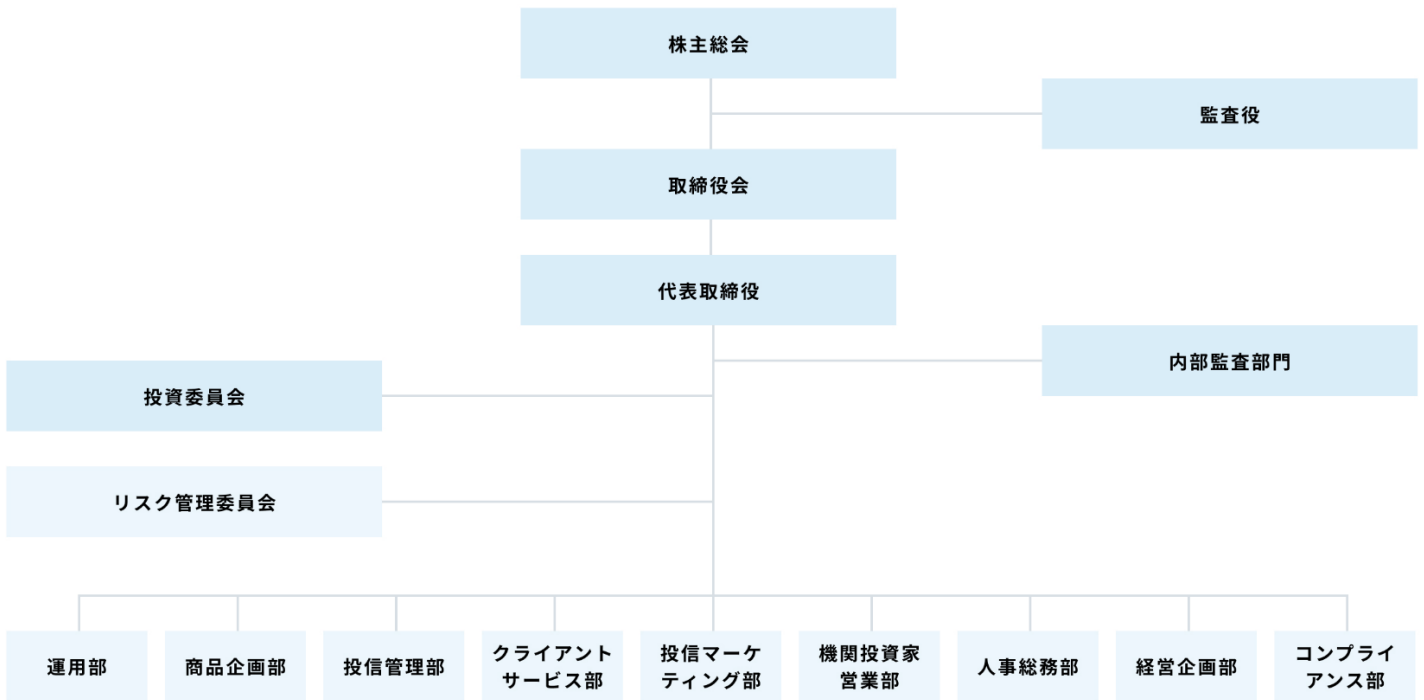 株主総会
監査役
取締役会
代表取締役
内部監査部門
投資委員会
リスク管理委員会
運用部
商品企画部
投信管理部
クライアント
サービス部
投信マーケ
ティング部
機関投資家
営業部
人事総務部
経営企画部
コンプライ
アンス部